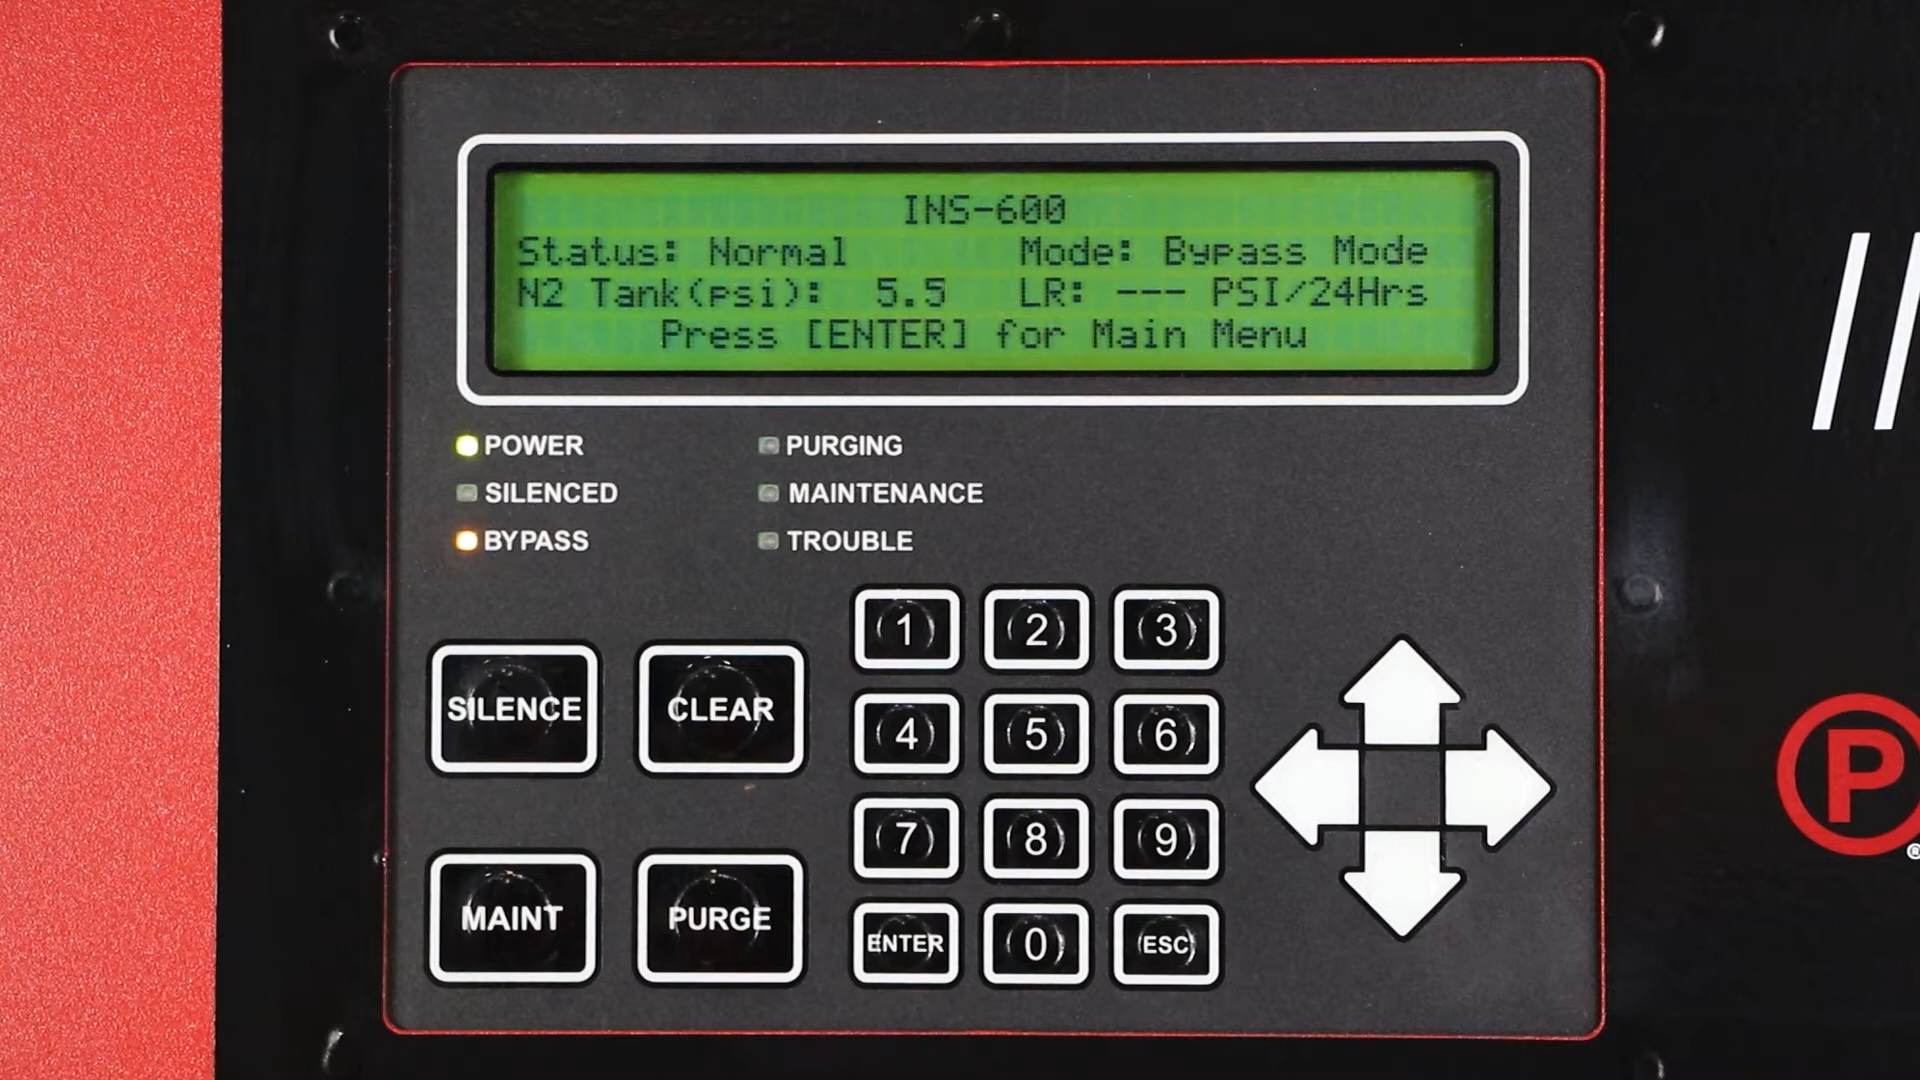 INS-600
Status: Normal Mode: Bypass Mode
N2 Tank(psi): 5.5 LR: --- PSI/24Hrs
Press [ENTER] for Main Menu
POWER PURGING
SILENCED MAINTENANCE
BYPASS TROUBLE
1 2 3
SILENCE CLEAR
4 5 6
7 8 9
MAINT PURGE
ENTER 0 ESC
P
®